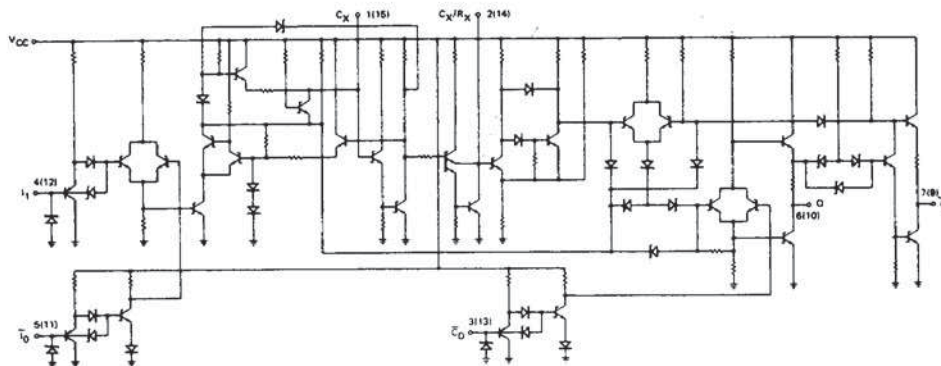 Cx 1(15)
Cx/Rx 2(14)
VCC
4(12)
I1
Q
6(10)
7(9)
5(11)
Ī0
3(13)
C̄D